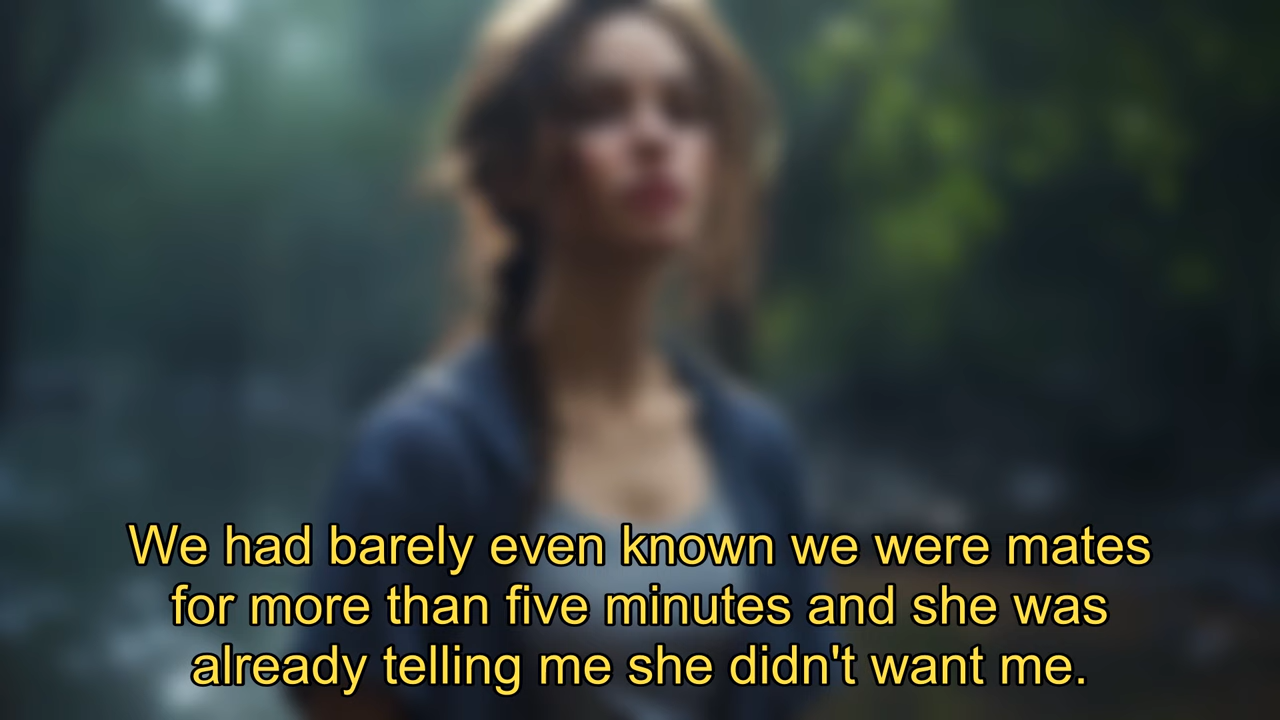 We had barely even known we were mates
for more than five minutes and she was
already telling me she didn't want me.